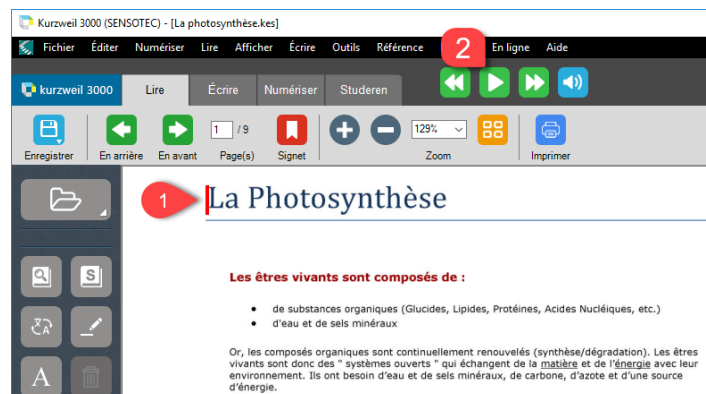 Kurzweil 3000 (SENSOTEC) - [La photosynthèse.kes]
Fichier Éditer Numériser Lire Afficher Écrire Outils Référence En ligne Aide
2
kurzweil 3000 Lire Écrire Numériser Studeren
1 / 9 129%
Enregistrer En arrière En avant Page(s) Signet Zoom Imprimer
1
La Photosynthèse
Les êtres vivants sont composés de :
• de substances organiques (Glucides, Lipides, Protéines, Acides Nucléiques, etc.)
• d'eau et de sels minéraux
Or, les composés organiques sont continuellement renouvelés (synthèse/dégradation). Les êtres
vivants sont donc des " systèmes ouverts " qui échangent de la matière et de l'énergie avec leur
environnement. Ils ont besoin d'eau et de sels minéraux, de carbone, d'azote et d'une source
d'énergie.
S
A